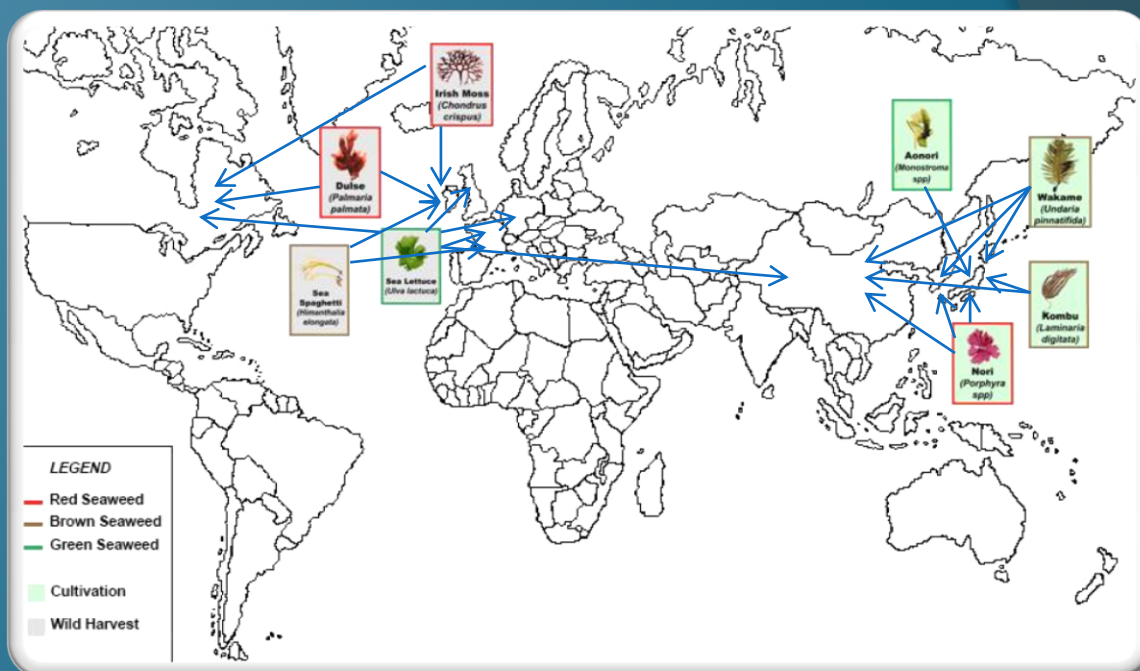 Irish Moss
(Chondrus
crispus)
Dulse
(Palmaria
palmata)
Sea
Spaghetti
(Himanthalia
elongata)
Sea Lettuce
(Ulva lactuca)
Aonori
(Monostroma
spp)
Wakame
(Undaria
pinnatifida)
Kombu
(Laminaria
digitata)
Nori
(Porphyra
spp)
LEGEND
Red Seaweed
Brown Seaweed
Green Seaweed
Cultivation
Wild Harvest